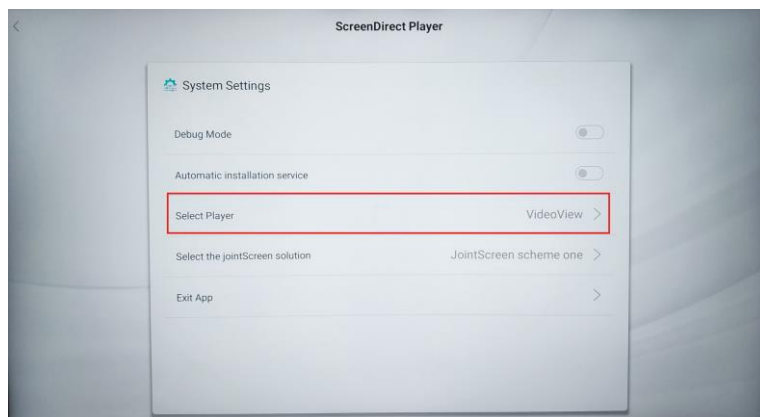 ScreenDirect Player
System Settings
Debug Mode
Automatic installation service
Select Player VideoView
Select the jointScreen solution JointScreen scheme one
Exit App